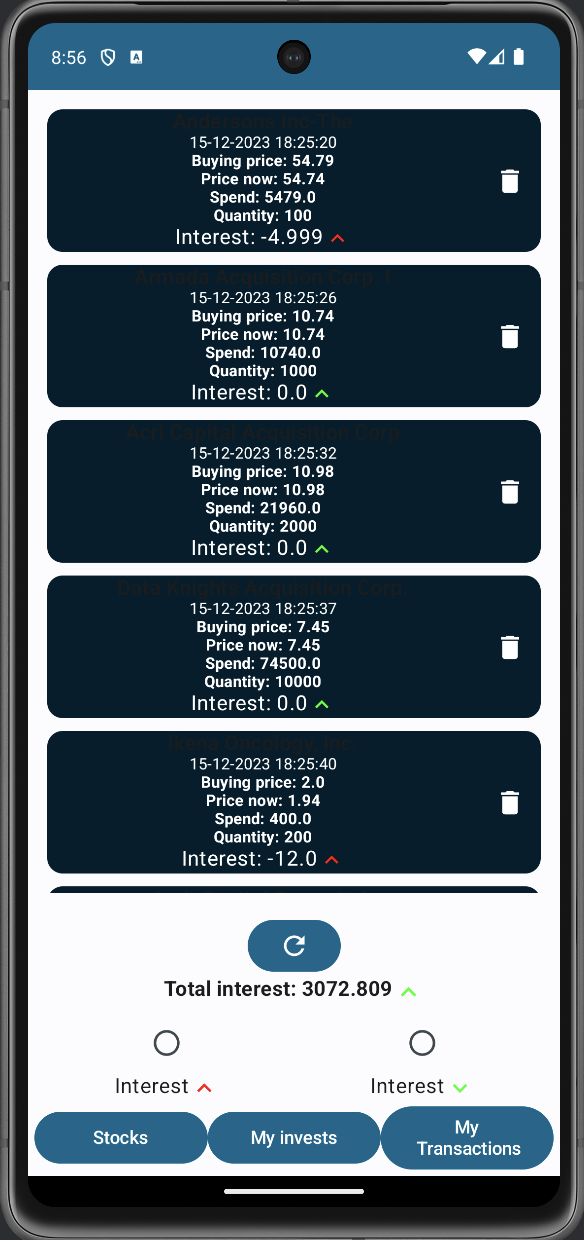 8:56
Andersons Inc-The
15-12-2023 18:25:20
Buying price: 54.79
Price now: 54.74
Spend: 5479.0
Quantity: 100
Interest: -4.999
Armada Acquisition Corp. I
15-12-2023 18:25:26
Buying price: 10.74
Price now: 10.74
Spend: 10740.0
Quantity: 1000
Interest: 0.0
Acri Capital Acquisition Corp
15-12-2023 18:25:32
Buying price: 10.98
Price now: 10.98
Spend: 21960.0
Quantity: 2000
Interest: 0.0
Data Knights Acquisition Corp.
15-12-2023 18:25:37
Buying price: 7.45
Price now: 7.45
Spend: 74500.0
Quantity: 10000
Interest: 0.0
Ikena Oncology, Inc.
15-12-2023 18:25:40
Buying price: 2.0
Price now: 1.94
Spend: 400.0
Quantity: 200
Interest: -12.0
Total interest: 3072.809
Interest
Interest
Stocks
My invests
My
Transactions